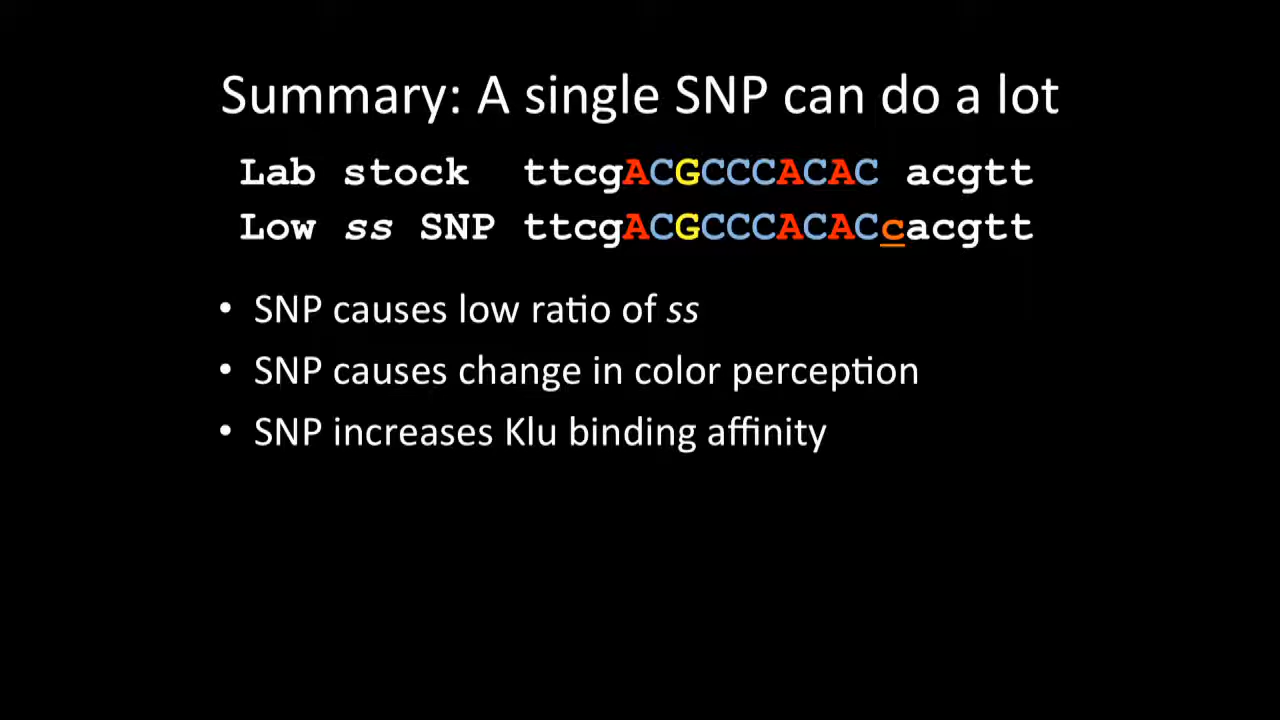 Summary: A single SNP can do a lot
Lab stock ttcgACGCCCACAC acgtt
Low ss SNP ttcgACGCCCACACcacgtt
• SNP causes low ratio of ss
• SNP causes change in color perception
• SNP increases Klu binding affinity